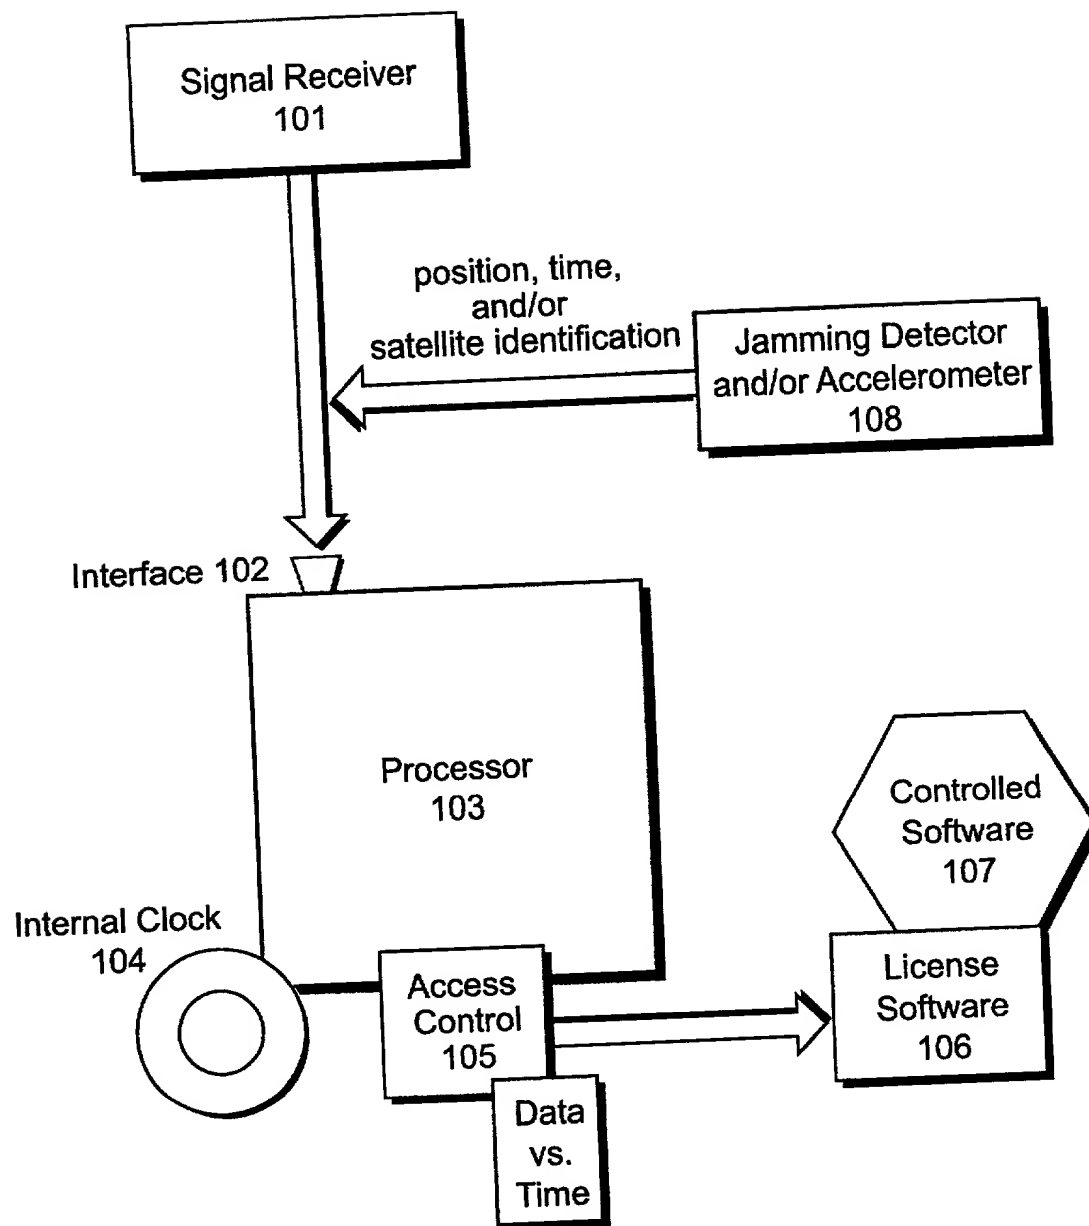 Signal Receiver
101
position, time,
and/or
satellite identification
Jamming Detector
and/or Accelerometer
108
Interface 102
Processor
103
Controlled
Software
107
Internal Clock
104
Access
Control
105
License
Software
106
Data
vs.
Time